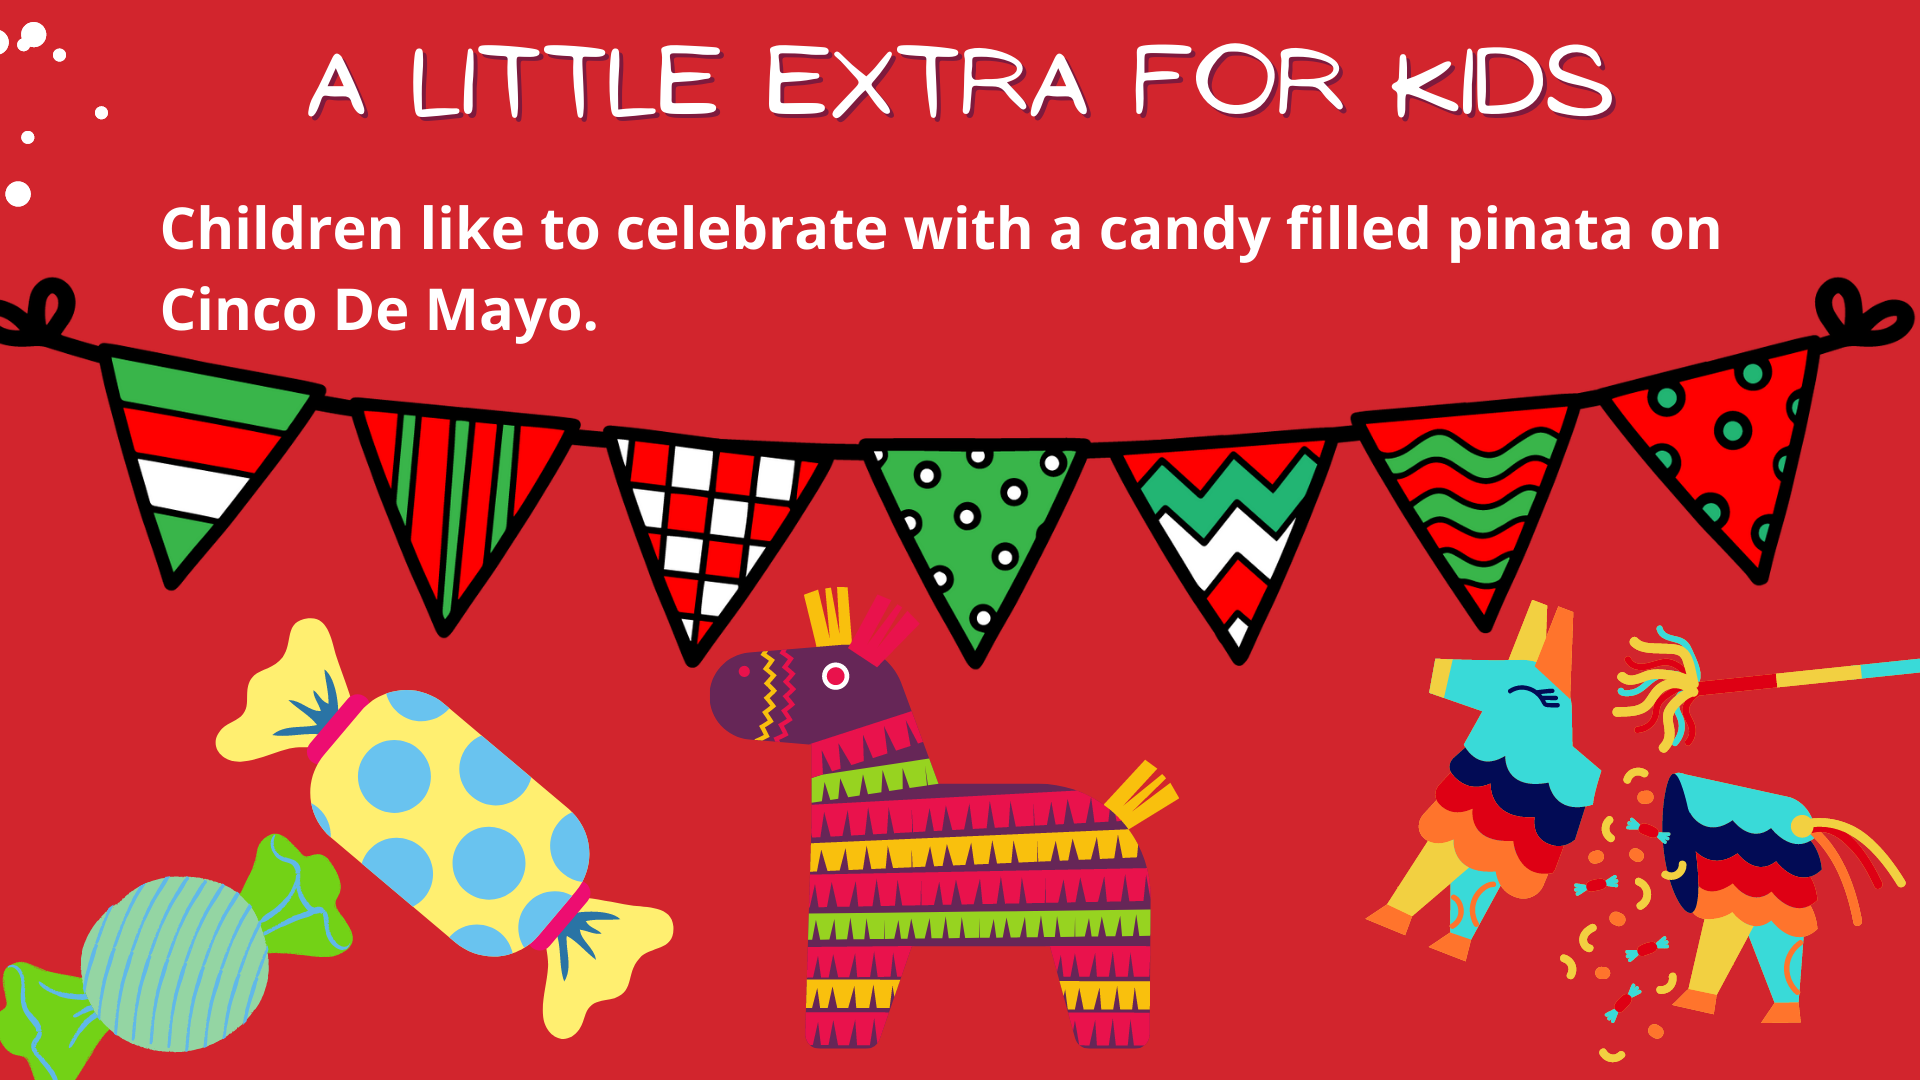 A LITTLE EXTRA FOR KIDS
Children like to celebrate with a candy filled pinata on
Cinco De Mayo.